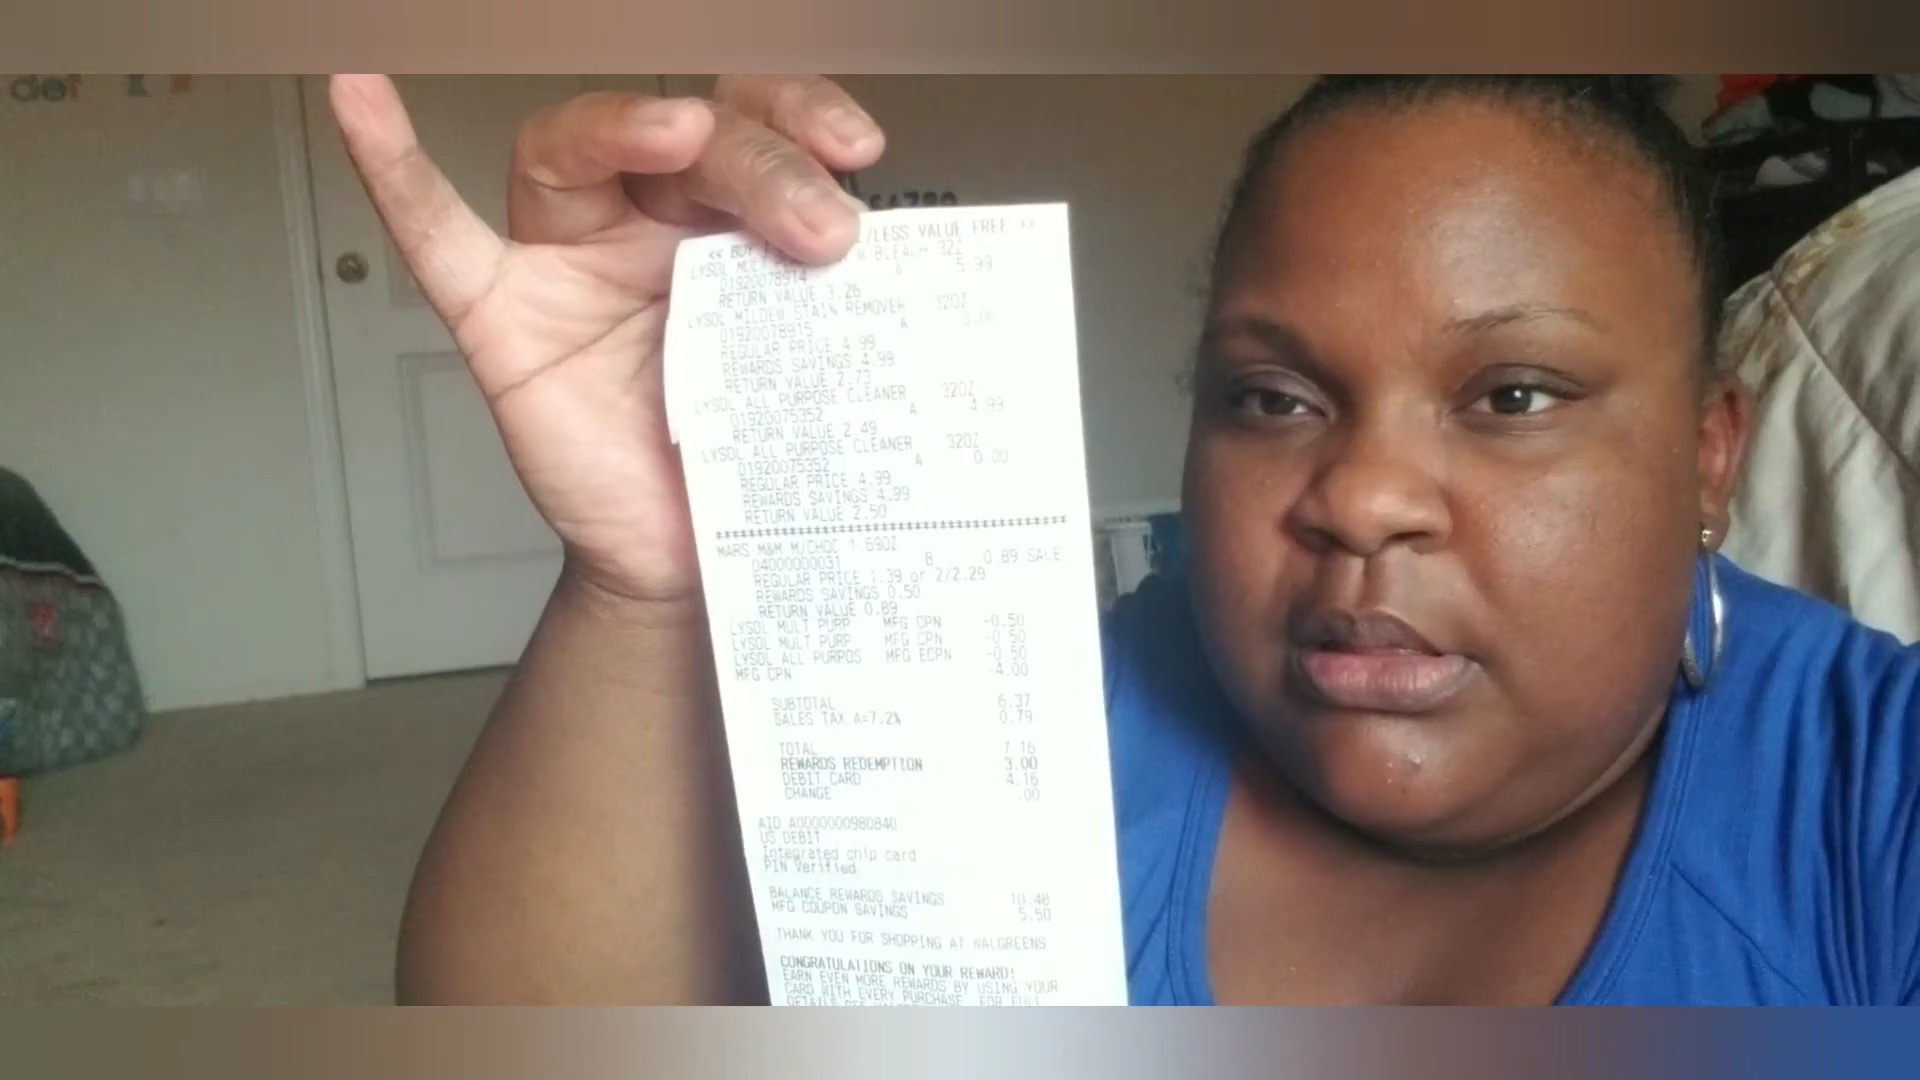 def
56789
<< BUY /LESS VALUE FREE >>
LYSOL MULT W/BLEACH 32Z
01920078914 A 5.99
RETURN VALUE 3.26
LYSOL MILDEW STAIN REMOVER 32OZ
01920078915 A 0.00
REGULAR PRICE 4.99
REWARDS SAVINGS 4.99
RETURN VALUE 2.73
LYSOL ALL PURPOSE CLEANER 32OZ
01920075352 A 4.99
RETURN VALUE 2.49
LYSOL ALL PURPOSE CLEANER 32OZ
01920075352 A 0.00
REGULAR PRICE 4.99
REWARDS SAVINGS 4.99
RETURN VALUE 2.50
MARS M&M M/CHOC 1.69OZ
04000000031 B 0.89 SALE
REGULAR PRICE 1.39 or 2/2.29
REWARDS SAVINGS 0.50
RETURN VALUE 0.89
LYSOL MULT PURP MFG CPN -0.50
LYSOL MULT PURP MFG CPN -0.50
LYSOL ALL PURPOS MFG ECPN -0.50
MFG CPN -4.00
SUBTOTAL 6.37
SALES TAX A=7.2% 0.79
TOTAL 7.16
REWARDS REDEMPTION 3.00
DEBIT CARD 4.16
CHANGE .00
AID A0000000980840
US DEBIT
Integrated chip card
PIN Verified
BALANCE REWARDS SAVINGS 10.48
MFG COUPON SAVINGS 5.50
THANK YOU FOR SHOPPING AT WALGREENS
CONGRATULATIONS ON YOUR REWARD!
EARN EVEN MORE REWARDS BY USING YOUR
CARD WITH EVERY PURCHASE. FOR FULL
DETAILS